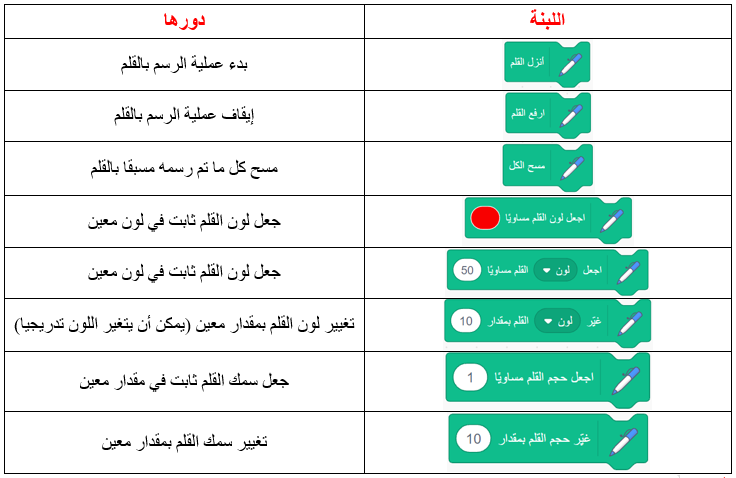 اللبنة دورها
أنزل القلم بدء عملية الرسم بالقلم
ارفع القلم إيقاف عملية الرسم بالقلم
مسح الكل مسح كل ما تم رسمه مسبقا بالقلم
اجعل لون القلم مساويًا جعل لون القلم ثابت في لون معين
اجعل لون القلم مساويًا 50 جعل لون القلم ثابت في لون معين
غيّر لون القلم بمقدار 10 تغيير لون القلم بمقدار معين (يمكن أن يتغير اللون تدريجيا)
اجعل حجم القلم مساويًا 1 جعل سمك القلم ثابت في مقدار معين
غيّر حجم القلم بمقدار 10 تغيير سمك القلم بمقدار معين